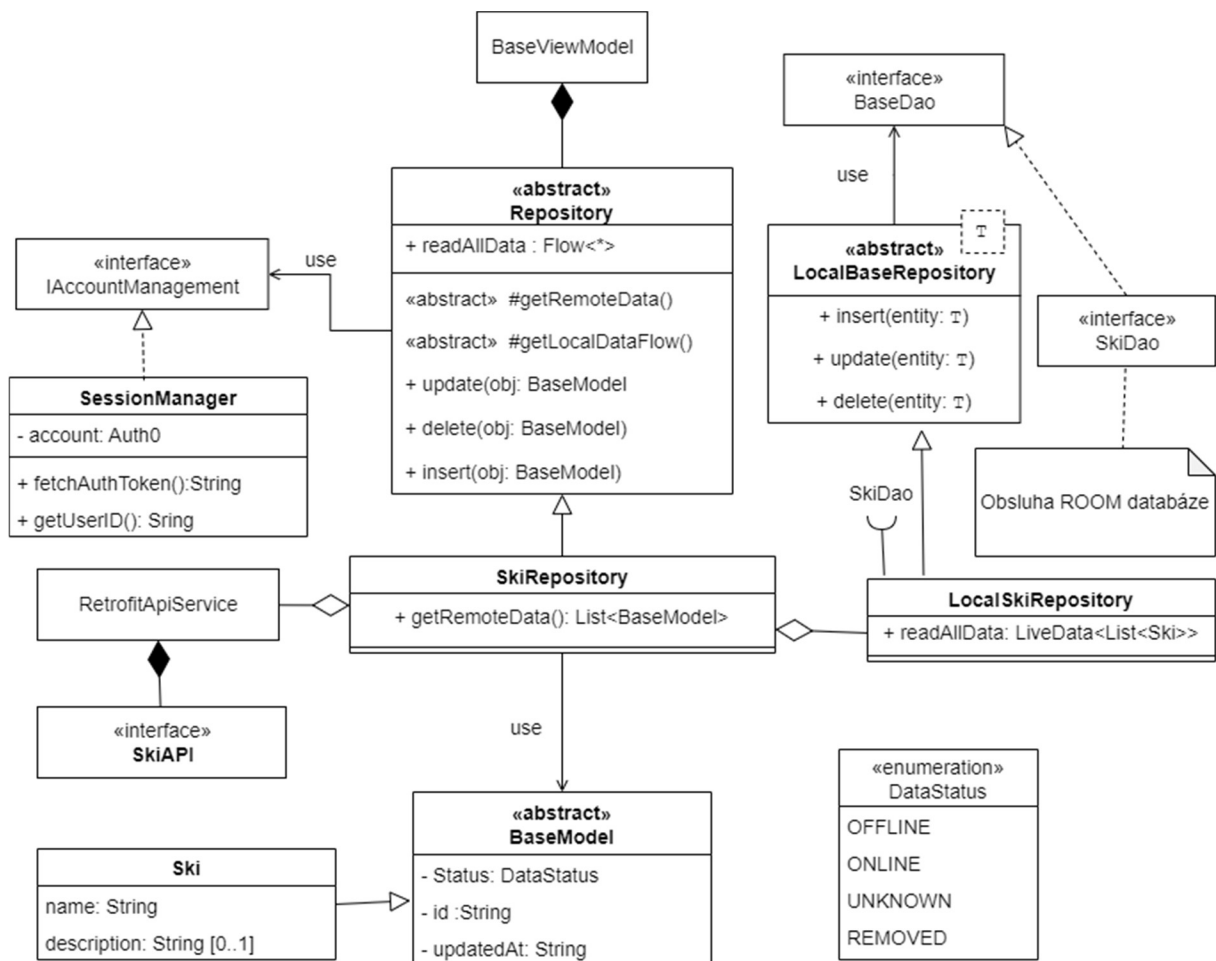 BaseViewModel
«interface»
BaseDao
use
«abstract»
Repository
+ readAllData : Flow<*>
«abstract» #getRemoteData()
«abstract» #getLocalDataFlow()
+ update(obj: BaseModel
+ delete(obj: BaseModel)
+ insert(obj: BaseModel)
«interface»
IAccountManagement
use
T
«abstract»
LocalBaseRepository
+ insert(entity: T)
+ update(entity: T)
+ delete(entity: T)
«interface»
SkiDao
SessionManager
- account: Auth0
+ fetchAuthToken():String
+ getUserID(): Sring
SkiDao
Obsluha ROOM databáze
RetrofitApiService
SkiRepository
+ getRemoteData(): List<BaseModel>
LocalSkiRepository
+ readAllData: LiveData<List<Ski>>
«interface»
SkiAPI
use
«enumeration»
DataStatus
OFFLINE
ONLINE
UNKNOWN
REMOVED
«abstract»
BaseModel
- Status: DataStatus
- id :String
- updatedAt: String
Ski
name: String
description: String [0..1]